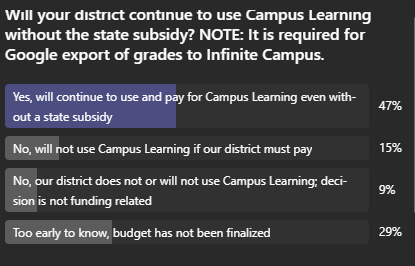 Will your district continue to use Campus Learning
without the state subsidy? NOTE: It is required for
Google export of grades to Infinite Campus.
Yes, will continue to use and pay for Campus Learning even with-
out a state subsidy
47%
No, will not use Campus Learning if our district must pay
15%
No, our district does not or will not use Campus Learning; deci-
sion is not funding related
9%
Too early to know, budget has not been finalized
29%